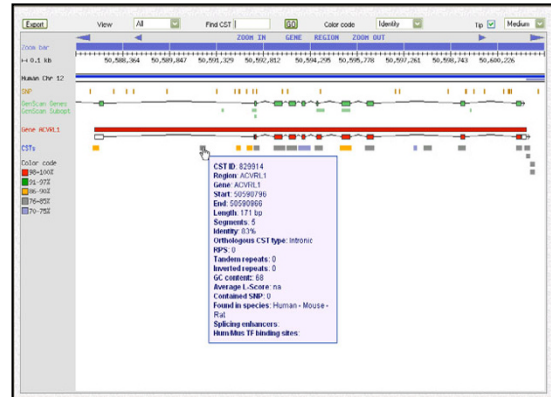 Export View All Find CST GO Color code Identity Tip Medium
ZOOM IN GENE REGION ZOOM OUT
Zoom bar
0.1 kb 50,588,364 50,589,847 50,591,329 50,592,812 50,594,295 50,595,778 50,597,261 50,598,743 50,600,226
Human Chr 12
SNP
GenScan Genes
GenScan Subopt
Gene ACVRL1
CSTs
Color code
98-100%
91-97%
86-90%
76-85%
70-75%
CST ID: 829914
Region: ACVRL1
Gene: ACVRL1
Start: 50590796
End: 50590966
Length: 171 bp
Segments: 5
Identity: 83%
Orthologous CST type: Intronic
RPS: 0
Tandem repeats: 0
Inverted repeats: 0
GC content: 68
Average L-Score: na
Contained SNP: 0
Found in species: Human - Mouse -
Rat
Splicing enhancers:
Hum Mus TF binding sites: